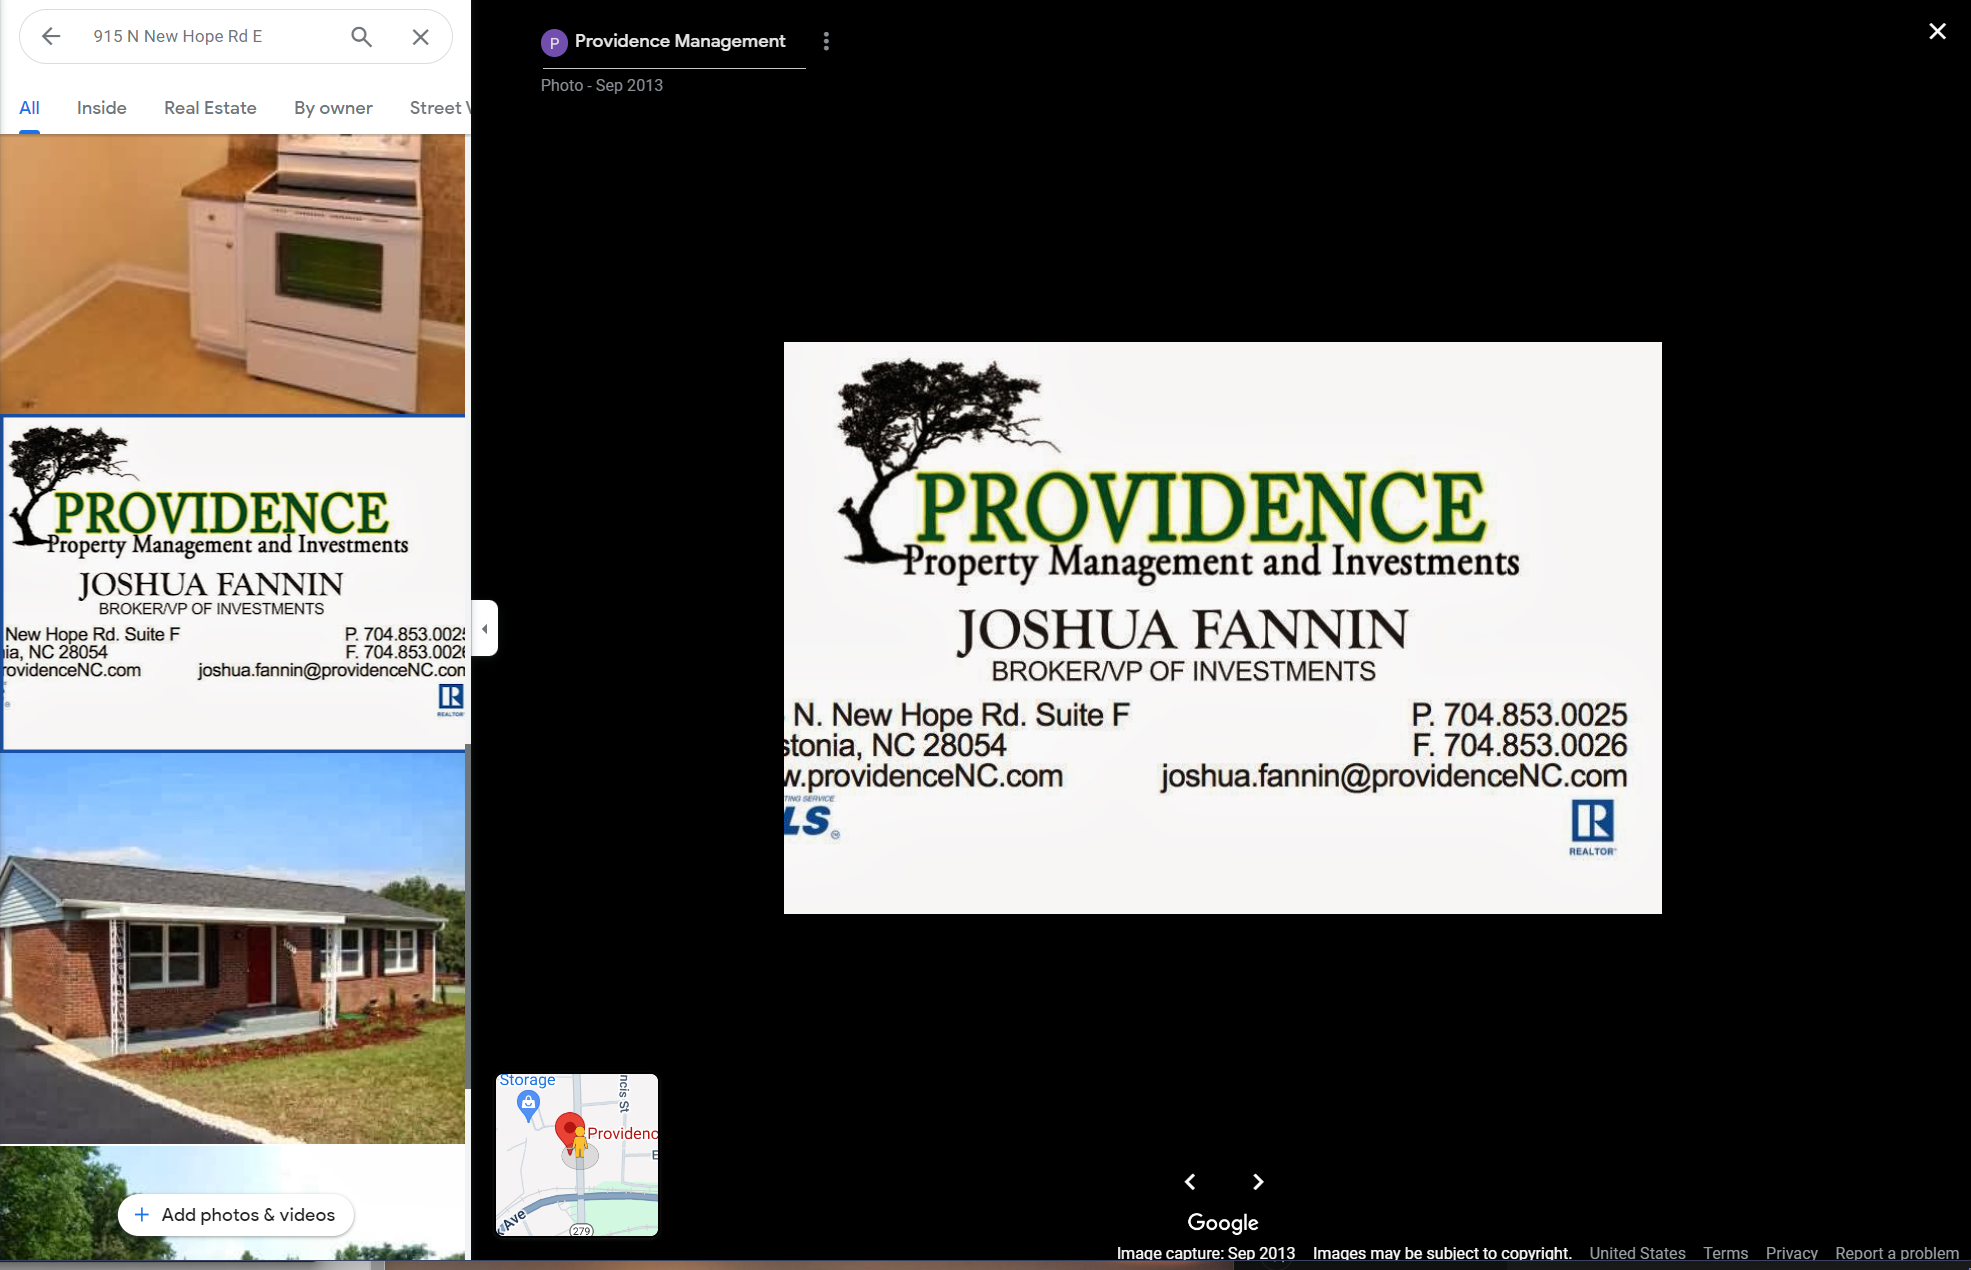 915 N New Hope Rd E
All Inside Real Estate By owner Street
PROVIDENCE
Property Management and Investments
JOSHUA FANNIN
BROKER/VP OF INVESTMENTS
New Hope Rd. Suite F
P. 704.853.002
ia, NC 28054
F. 704.853.002
rovidenceNC.com
joshua.fannin@providenceNC.con
REALTOR
1009
Add photos & videos
P Providence Management
Photo - Sep 2013
PROVIDENCE
Property Management and Investments
JOSHUA FANNIN
BROKER/VP OF INVESTMENTS
N. New Hope Rd. Suite F
P. 704.853.0025
stonia, NC 28054
F. 704.853.0026
w.providenceNC.com
joshua.fannin@providenceNC.com
TING SERVICE
LS
REALTOR
Storage
ncis St
Providenc
E
Ave
279
Google
Image capture: Sep 2013 Images may be subject to copyright. United States Terms Privacy Report a problem